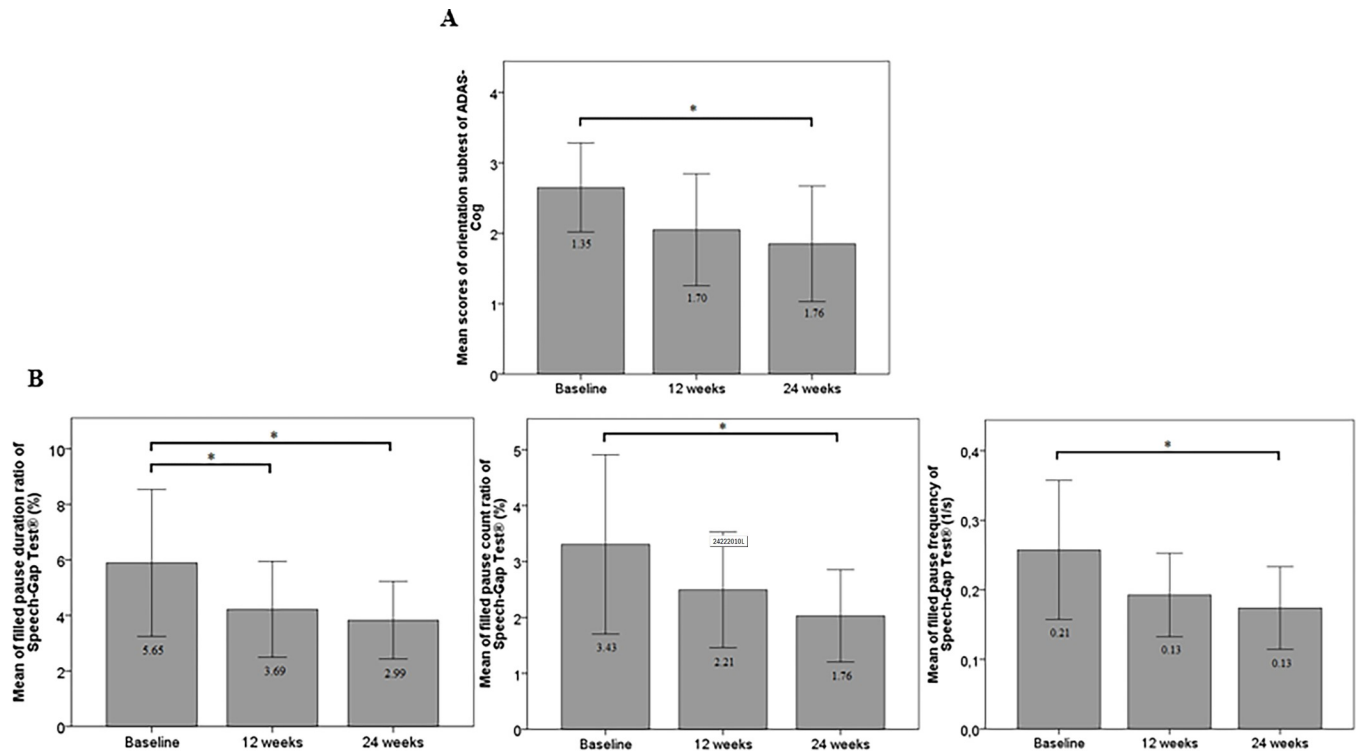 A
Mean scores of orientation subtest of ADAS-
Cog
4
3
2
1
0
*
1.35
1.70
1.76
Baseline 12 weeks 24 weeks
B
Mean of filled pause duration ratio of
Speech-Gap Test® (%)
10
8
6
4
2
0
*
*
5.65
3.69
2.99
Baseline 12 weeks 24 weeks
Mean of filled pause count ratio of
Speech-Gap Test® (%)
5
4
3
2
1
0
*
24222010L
3.43
2.21
1.76
Baseline 12 weeks 24 weeks
Mean of filled pause frequency of
Speech-Gap Test® (1/s)
0,4
0,3
0,2
0,1
0,0
*
0.21
0.13
0.13
Baseline 12 weeks 24 weeks